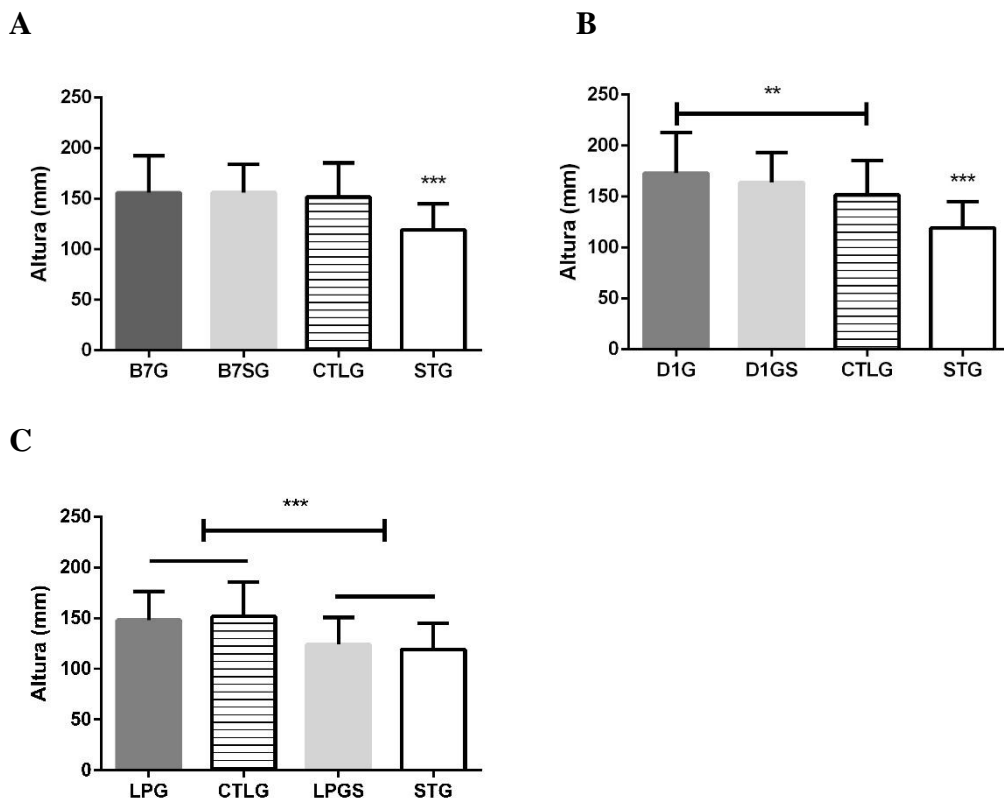 A
250
200
150
100
50
0
Altura (mm)
***
B7G B7SG CTLG STG
B
250
200
150
100
50
0
Altura (mm)
**
***
D1G D1GS CTLG STG
C
250
200
150
100
50
0
Altura (mm)
***
LPG CTLG LPGS STG